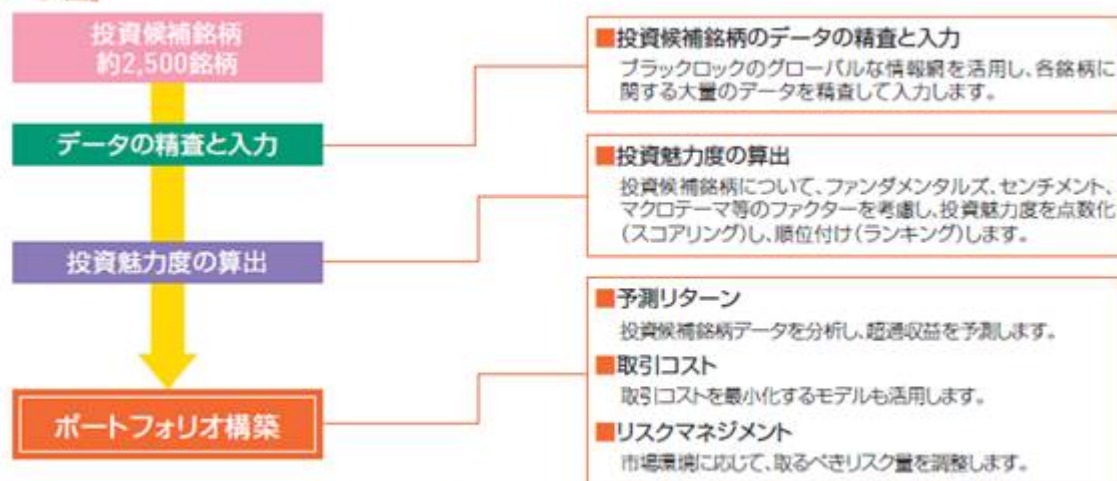 投資候補銘柄
約2,500銘柄
データの精査と入力
投資魅力度の算出
ポートフォリオ構築
■投資候補銘柄のデータの精査と入力
ブラックロックのグローバルな情報網を活用し、各銘柄に
関する大量のデータを精査して入力します。
■投資魅力度の算出
投資候補銘柄について、ファンダメンタルズ、センチメント、
マクロテーマ等のファクターを考慮し、投資魅力度を点数化
(スコアリング)し、順位付け(ランキング)します。
■予測リターン
投資候補銘柄データを分析し、超過収益を予測します。
■取引コスト
取引コストを最小化するモデルも活用します。
■リスクマネジメント
市場環境に応じて、取るべきリスク量を調整します。